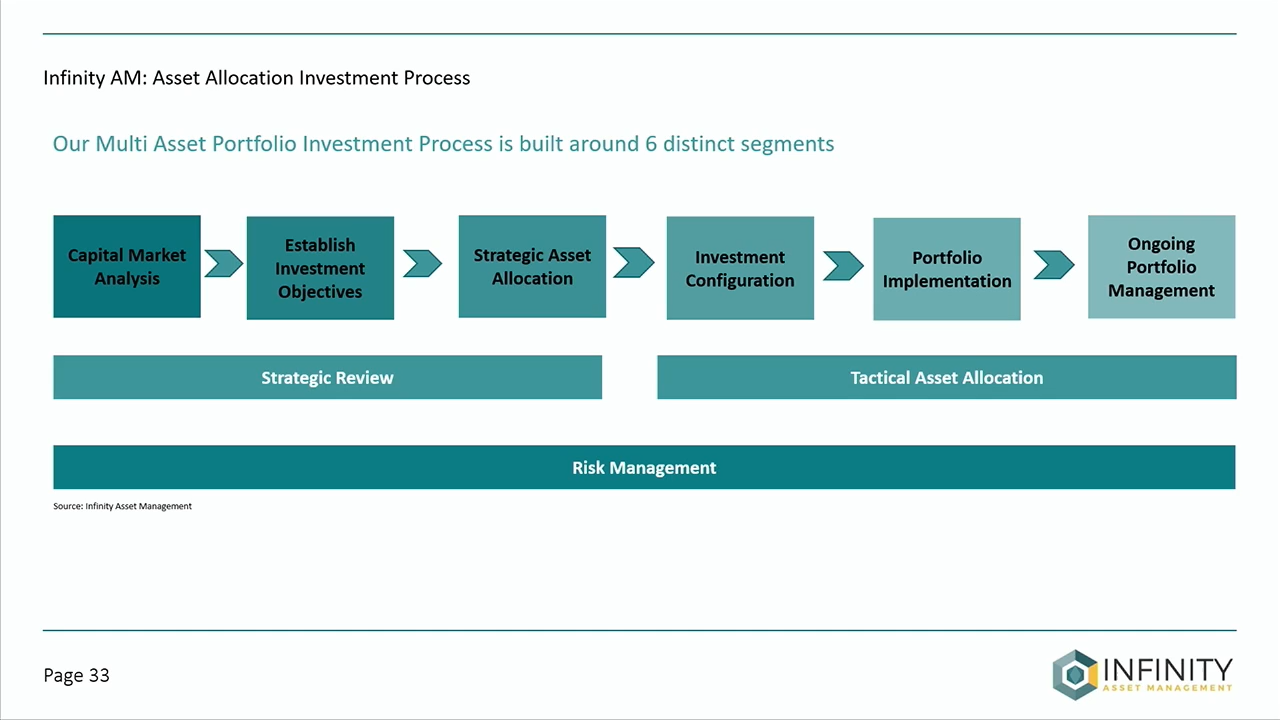 Infinity AM: Asset Allocation Investment Process
Our Multi Asset Portfolio Investment Process is built around 6 distinct segments
Capital Market
Analysis
Establish
Investment
Objectives
Strategic Asset
Allocation
Investment
Configuration
Portfolio
Implementation
Ongoing
Portfolio
Management
Strategic Review
Tactical Asset Allocation
Risk Management
Source: Infinity Asset Management
Page 33
INFINITY
ASSET MANAGEMENT